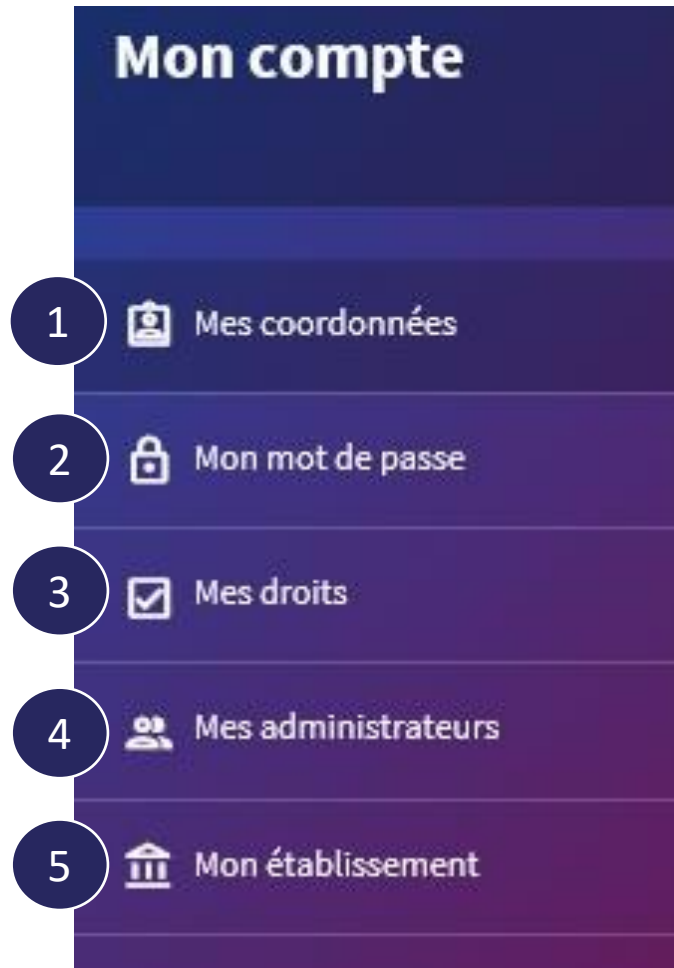 Mon compte
1 Mes coordonnées
2 Mon mot de passe
3 Mes droits
4 Mes administrateurs
5 Mon établissement